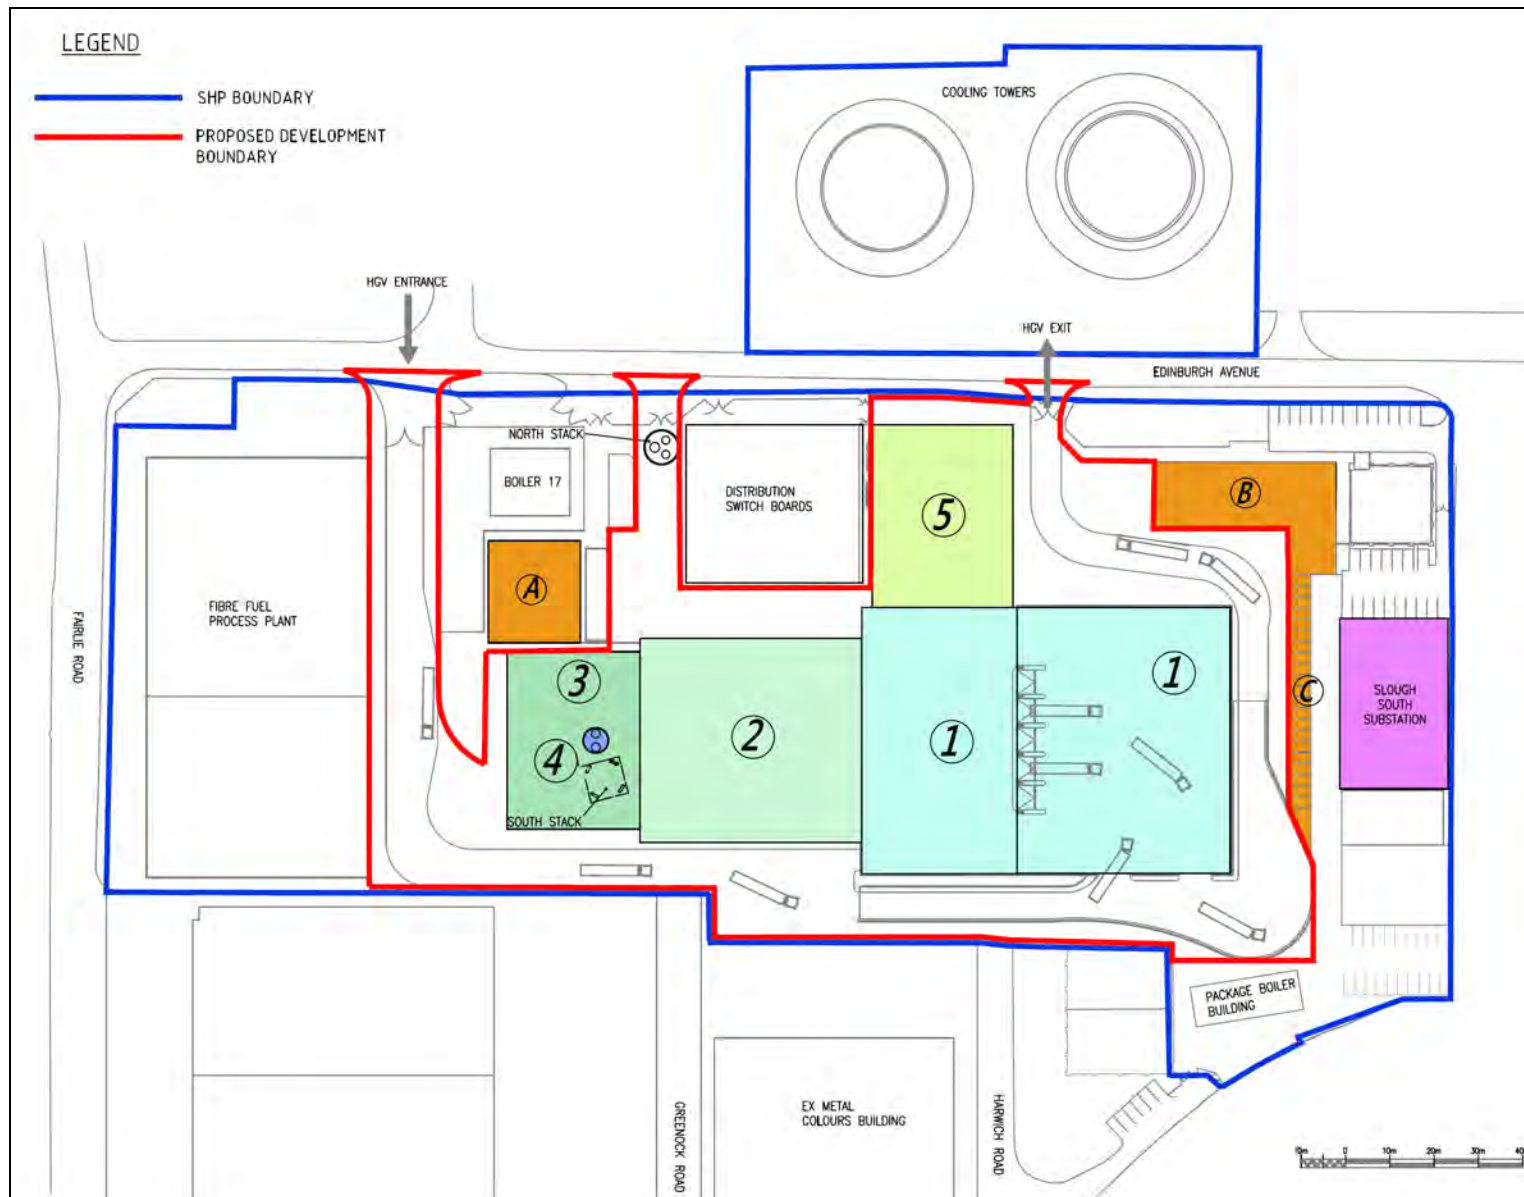 LEGEND
SHP BOUNDARY
PROPOSED DEVELOPMENT
BOUNDARY
COOLING TOWERS
HGV ENTRANCE
HGV EXIT
EDINBURGH AVENUE
NORTH STACK
BOILER 17
DISTRIBUTION
SWITCH BOARDS
5
B
A
FIBRE FUEL
PROCESS PLANT
FAIRLIE ROAD
3
1
C
SLOUGH
SOUTH
SUBSTATION
2
1
4
SOUTH STACK
PACKAGE BOILER
BUILDING
EX METAL
COLOURS BUILDING
GREENOCK ROAD
HARWICH ROAD
0
10m
20m
30m